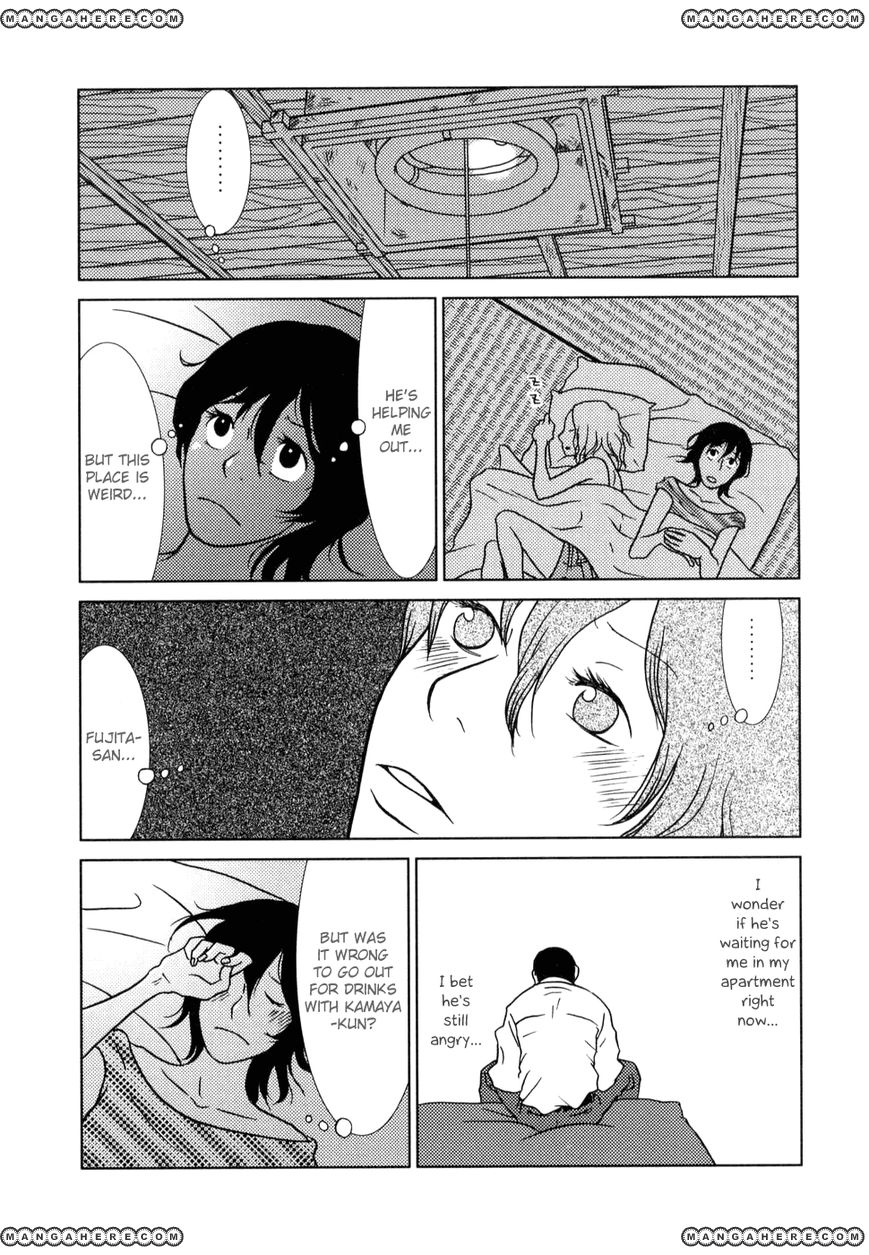 MANGAHERE.COM
MANGAHERE.COM
.........
Z
Z
HE'S
HELPING
ME
OUT...
BUT THIS
PLACE IS
WEIRD...
.........
FUJITA-
SAN...
I
wonder
if he's
waiting for
me in my
apartment
right
now...
I bet
he's
still
angry...
BUT WAS
IT WRONG
TO GO OUT
FOR DRINKS
WITH KAMAYA
-KUN?
MANGAHERE.COM
MANGAHERE.COM